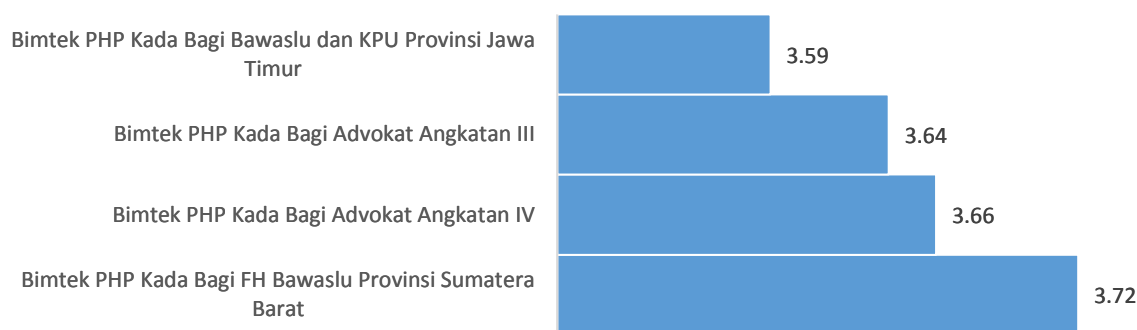 Bimtek PHP Kada Bagi Bawaslu dan KPU Provinsi Jawa
Timur
3.59
Bimtek PHP Kada Bagi Advokat Angkatan III
3.64
Bimtek PHP Kada Bagi Advokat Angkatan IV
3.66
Bimtek PHP Kada Bagi FH Bawaslu Provinsi Sumatera
Barat
3.72